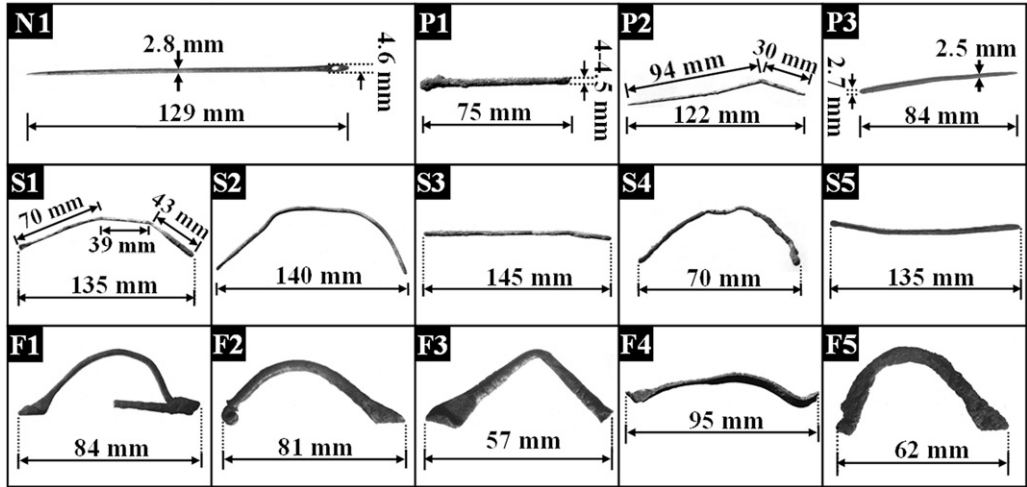 N1
2.8 mm
4.6 mm
129 mm
P1
4-4.5 mm
75 mm
P2
94 mm
30 mm
122 mm
P3
2.7 mm
2.5 mm
84 mm
S1
70 mm
39 mm
43 mm
135 mm
S2
140 mm
S3
145 mm
S4
70 mm
S5
135 mm
F1
84 mm
F2
81 mm
F3
57 mm
F4
95 mm
F5
62 mm